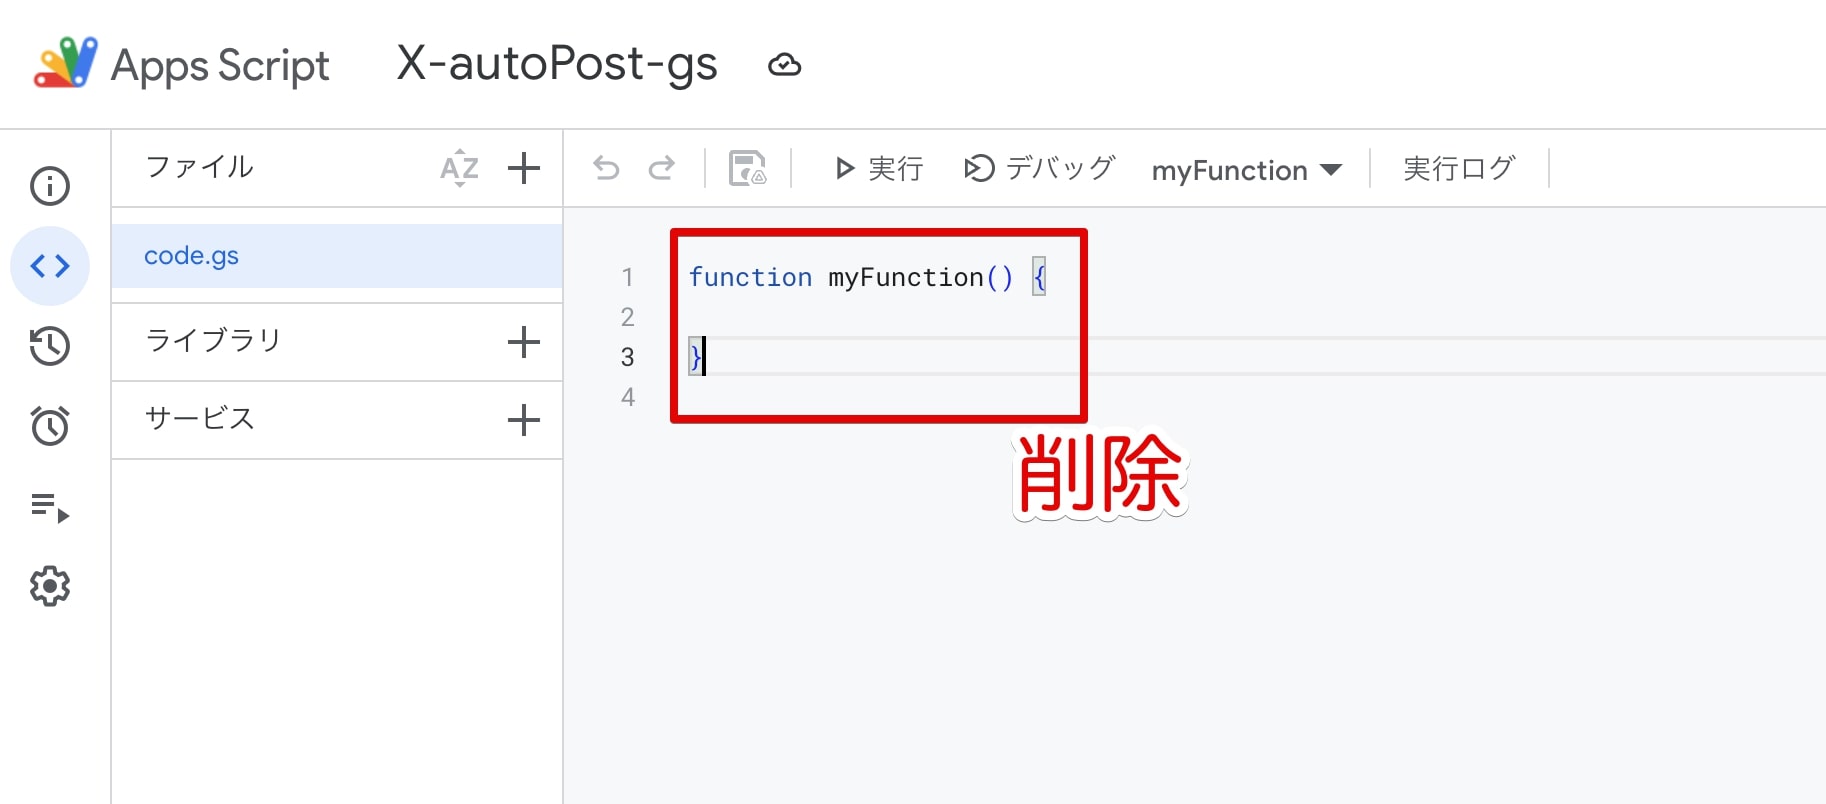 Apps Script X-autoPost-gs
ファイル AZ
実行 デバッグ myFunction 実行ログ
code.gs
ライブラリ
サービス
1 function myFunction() {
2
3 }
4
削除